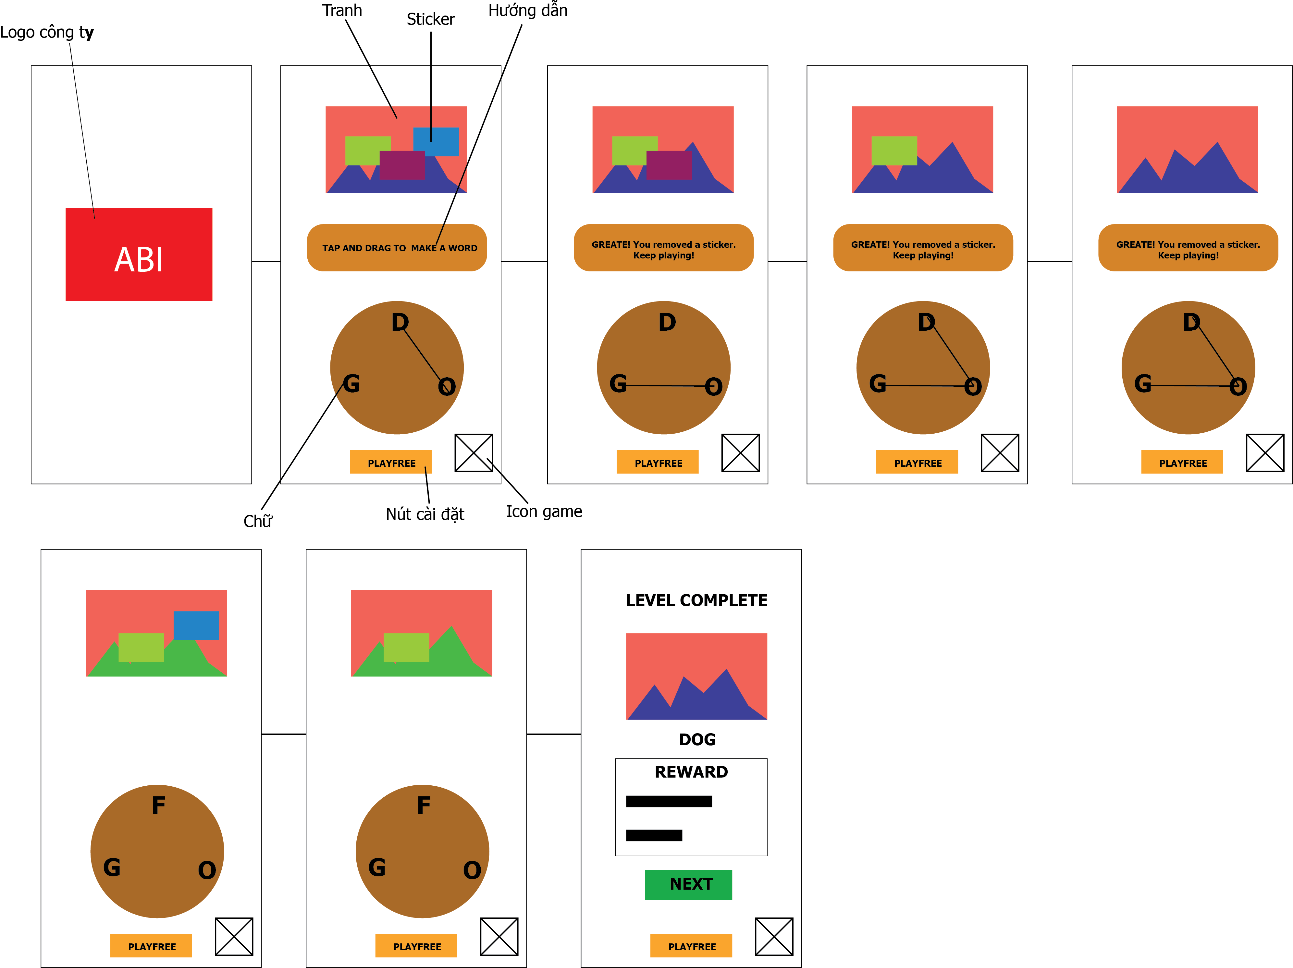 Logo công ty
Tranh
Sticker
Hướng dẫn
ABI
TAP AND DRAG TO MAKE A WORD
D
G
O
PLAYFREE
Chữ
Nút cài đặt
Icon game
GREATE! You removed a sticker.
Keep playing!
D
G
O
PLAYFREE
GREATE! You removed a sticker.
Keep playing!
D
G
O
PLAYFREE
GREATE! You removed a sticker.
Keep playing!
D
G
O
PLAYFREE
F
G
O
PLAYFREE
F
G
O
PLAYFREE
LEVEL COMPLETE
DOG
REWARD
NEXT
PLAYFREE